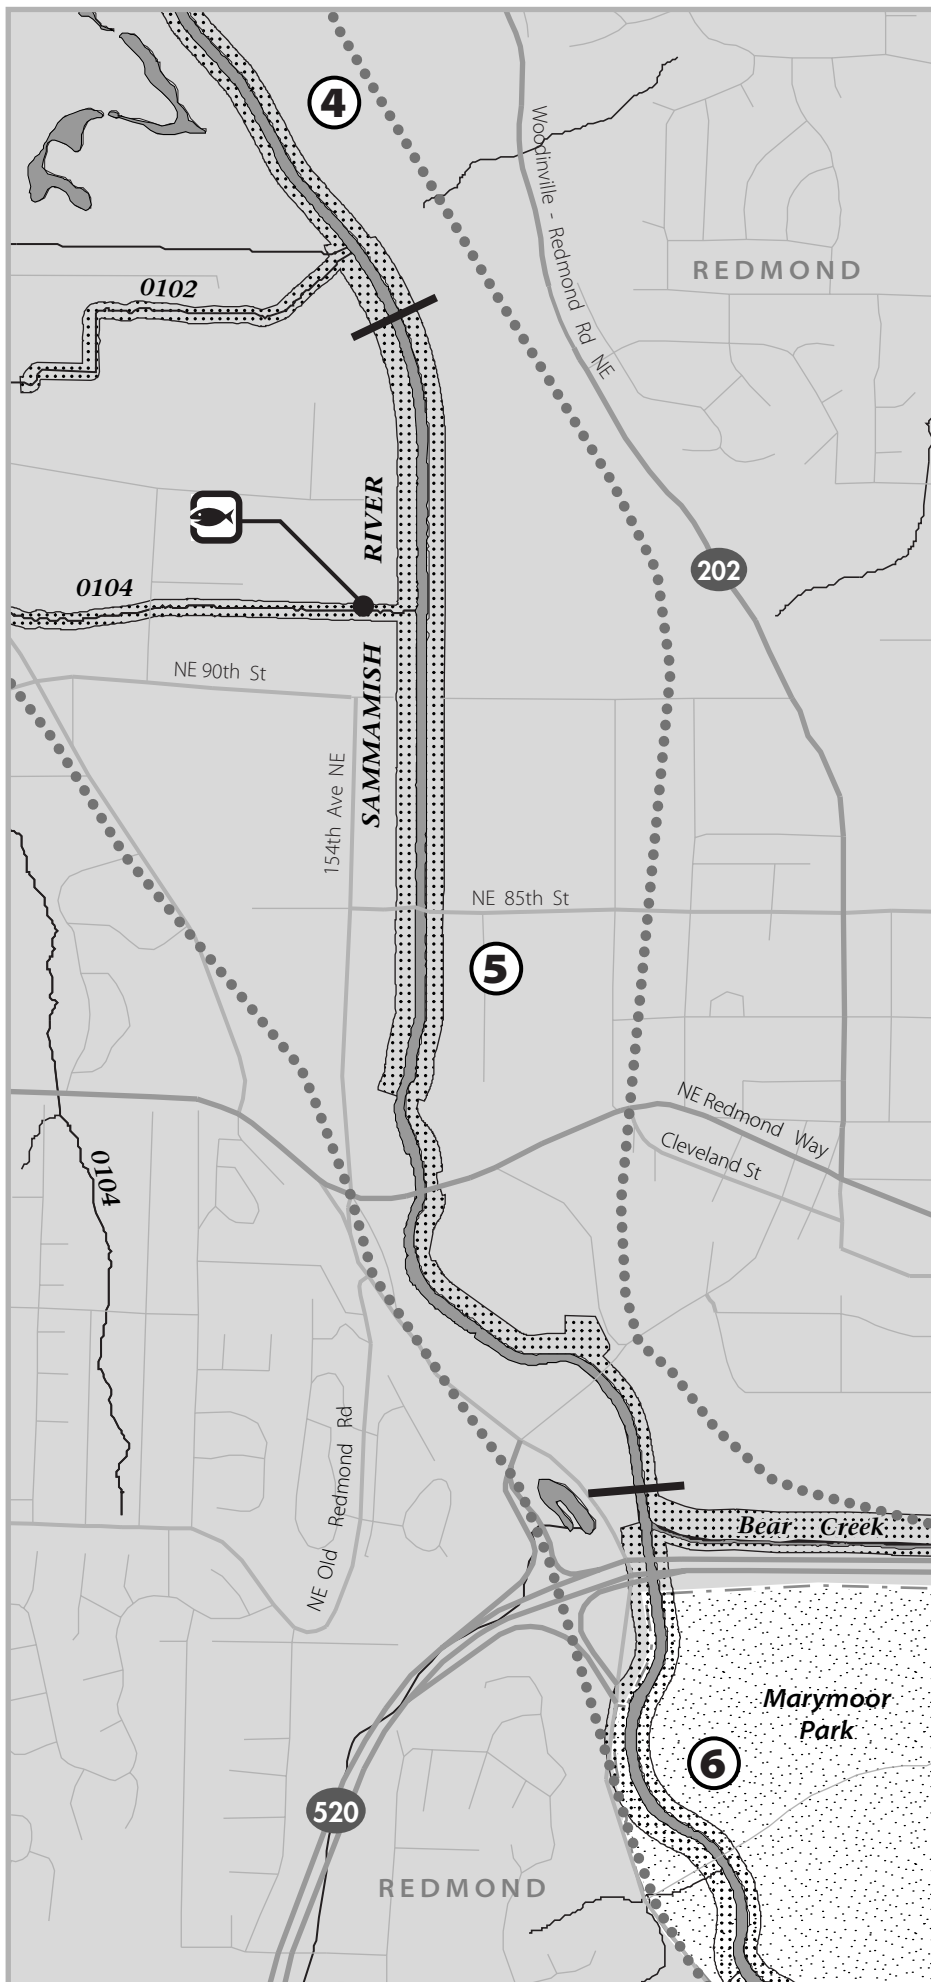 4
Woodinville - Redmond Rd NE
REDMOND
0102
RIVER
202
0104
NE 90th St
SAMMAMISH
154th Ave NE
NE 85th St
5
NE Redmond Way
Cleveland St
0104
NE Old Redmond Rd
Bear Creek
Marymoor
Park
6
520
REDMOND